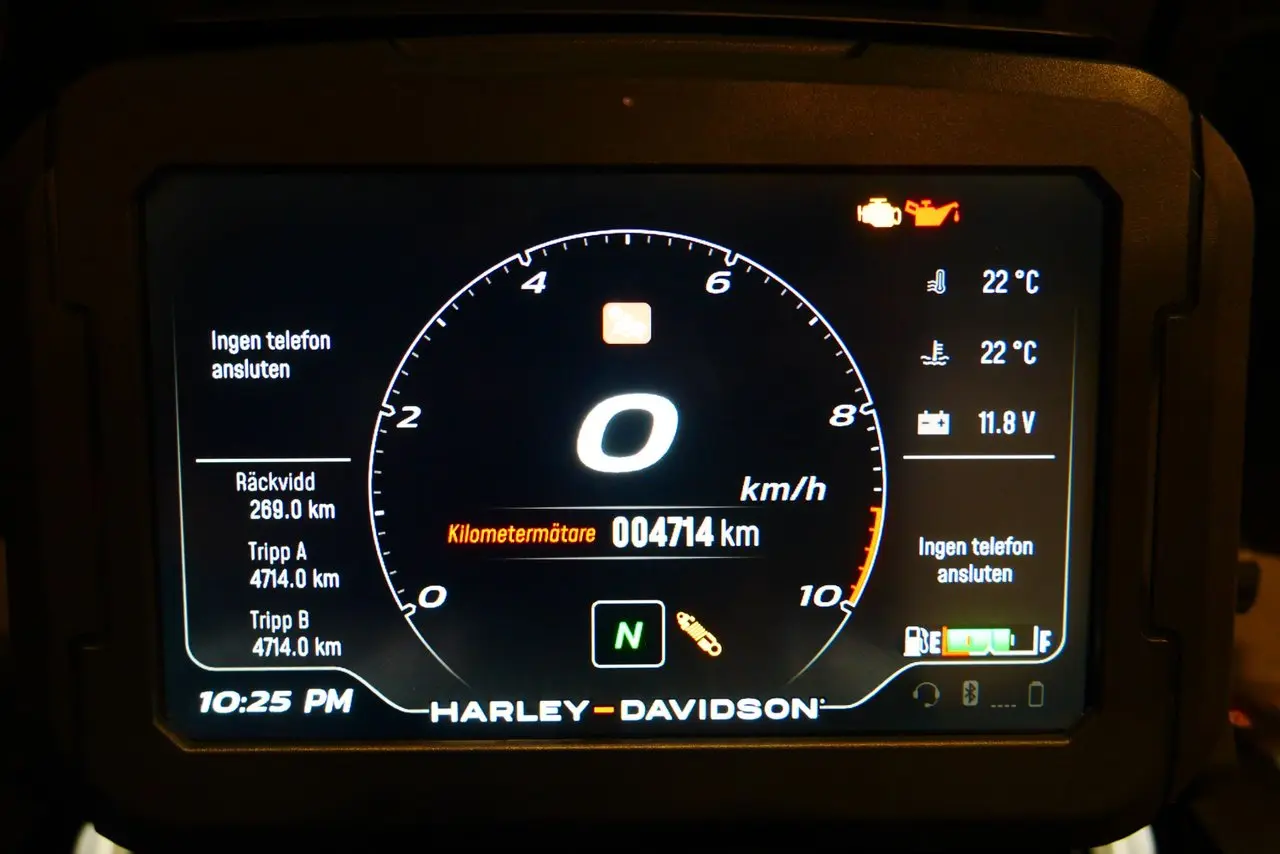 4
6
22 °C
Ingen telefon
ansluten
22 °C
2
8
0
11.8 V
km/h
Räckvidd
269.0 km
Kilometermätare 004714 km
Tripp A
4714.0 km
Ingen telefon
ansluten
0
10
Tripp B
4714.0 km
N
E F
10:25 PM
HARLEY-DAVIDSON